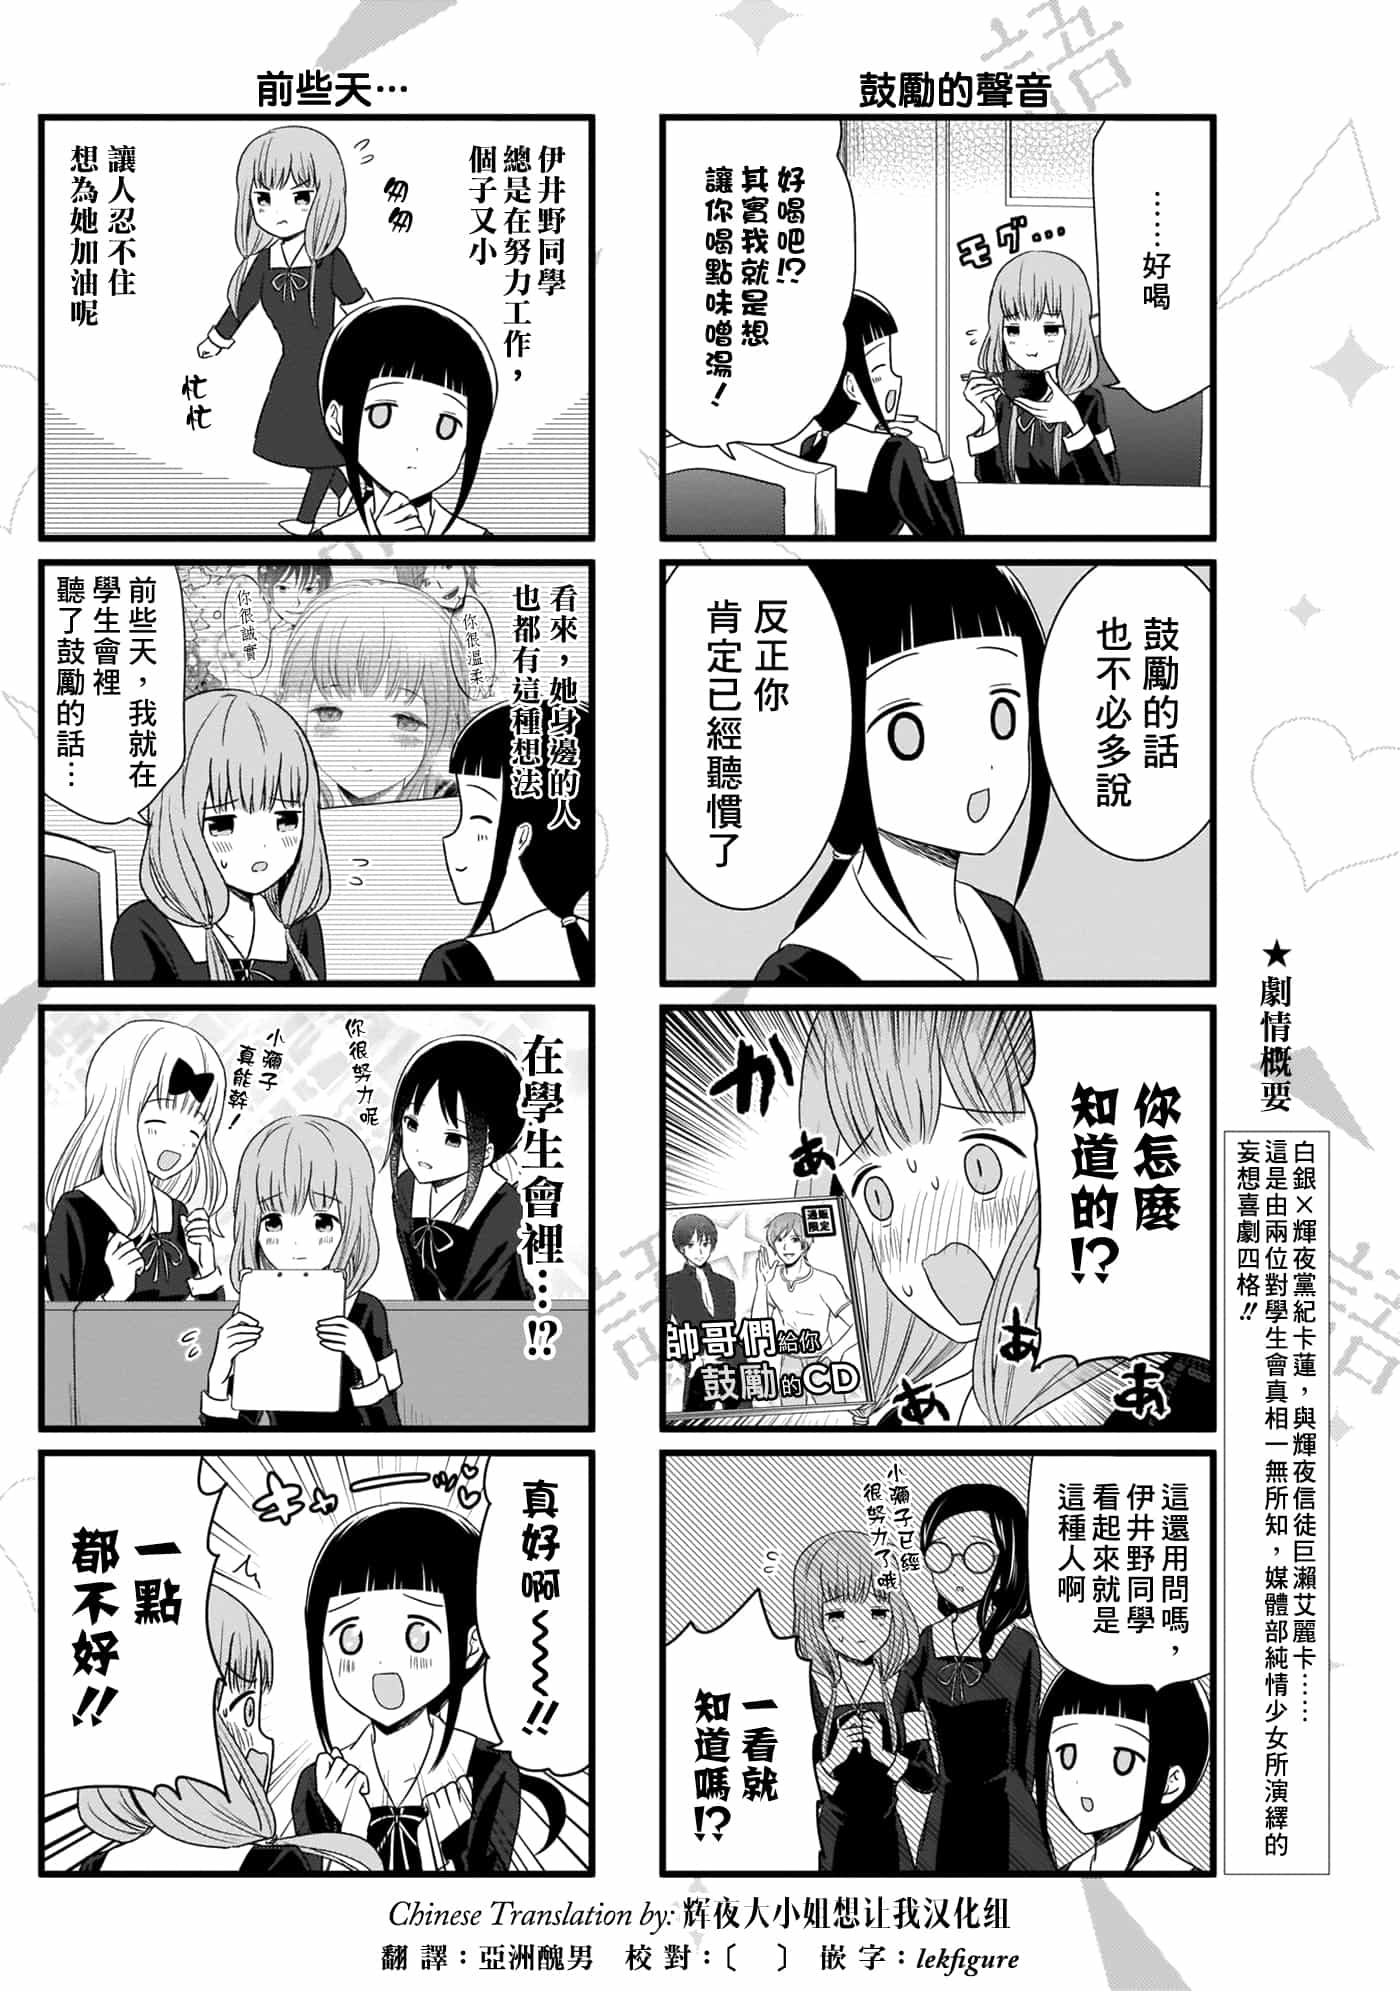 鼓勵的聲音
……好喝
モグ…
好喝吧!?
其實我就是想
讓你喝點味噌湯！
鼓勵的話
也不必多說
反正你
肯定已經聽慣了
你怎麼
知道的!?
かぁぁ
ぁぁぁ
通販
限定
帥哥們給你
鼓勵的CD
這還用問嗎，
伊井野同學
看起來就是
這種人啊
小彌子已經
很努力了哦
一看就
知道嗎!?
前些天…
伊井野同學
總是在努力工作，
個子又小
匆匆
忙忙
讓人忍不住
想為她加油呢
看來，她身邊的人
也都有這種想法
你很溫柔
你很誠實
前些天，我就在
學生會裡
聽了鼓勵的話…
在學生會裡…!?
你很努力呢
小彌子
真能幹！
真好啊~~~!!
キャー
一點
都不好!!
★劇情概要
白銀×輝夜黨紀卡蓮，與輝夜信徒巨瀨艾麗卡……
這是由兩位對學生會真相一無所知，媒體部純情少女所演繹的
妄想喜劇四格!!
Chinese Translation by: 辉夜大小姐想让我汉化组
翻譯：亞洲醜男　校對：〔　〕　嵌字：lekfigure